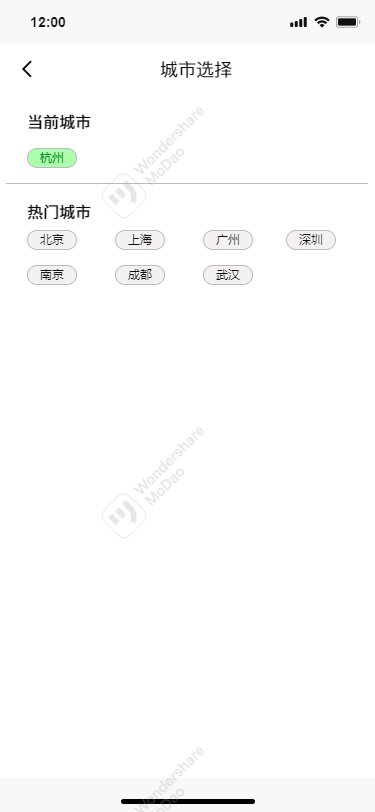 12:00
城市选择
当前城市
杭州
热门城市
北京 上海 广州 深圳
南京 成都 武汉
Wondershare
MoDao
Wondershare
MoDao
Wondershare
MoDao